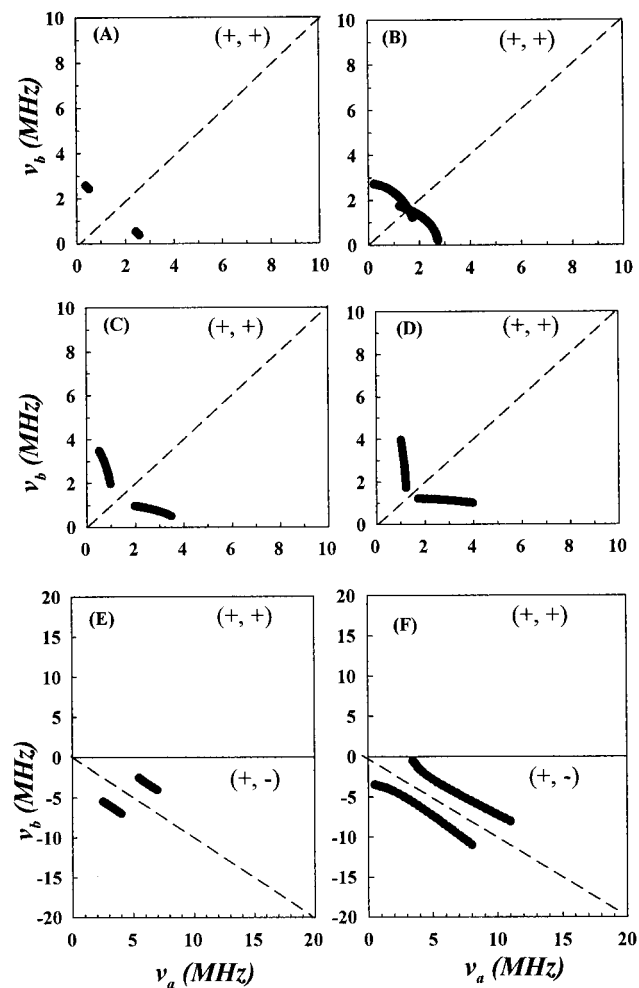 (A) (+, +)
(B) (+, +)
10
8
6
4
2
0
ν_b (MHz)
0 2 4 6 8 10
10
8
6
4
2
0
0 2 4 6 8 10
(C) (+, +)
(D) (+, +)
10
8
6
4
2
0
ν_b (MHz)
0 2 4 6 8 10
10
8
6
4
2
0
0 2 4 6 8 10
(E) (+, +)
(F) (+, +)
20
15
10
5
0
-5
-10
-15
-20
ν_b (MHz)
(+, -)
0 10 20
ν_a (MHz)
20
15
10
5
0
-5
-10
-15
-20
(+, -)
0 5 10 15 20
ν_a (MHz)